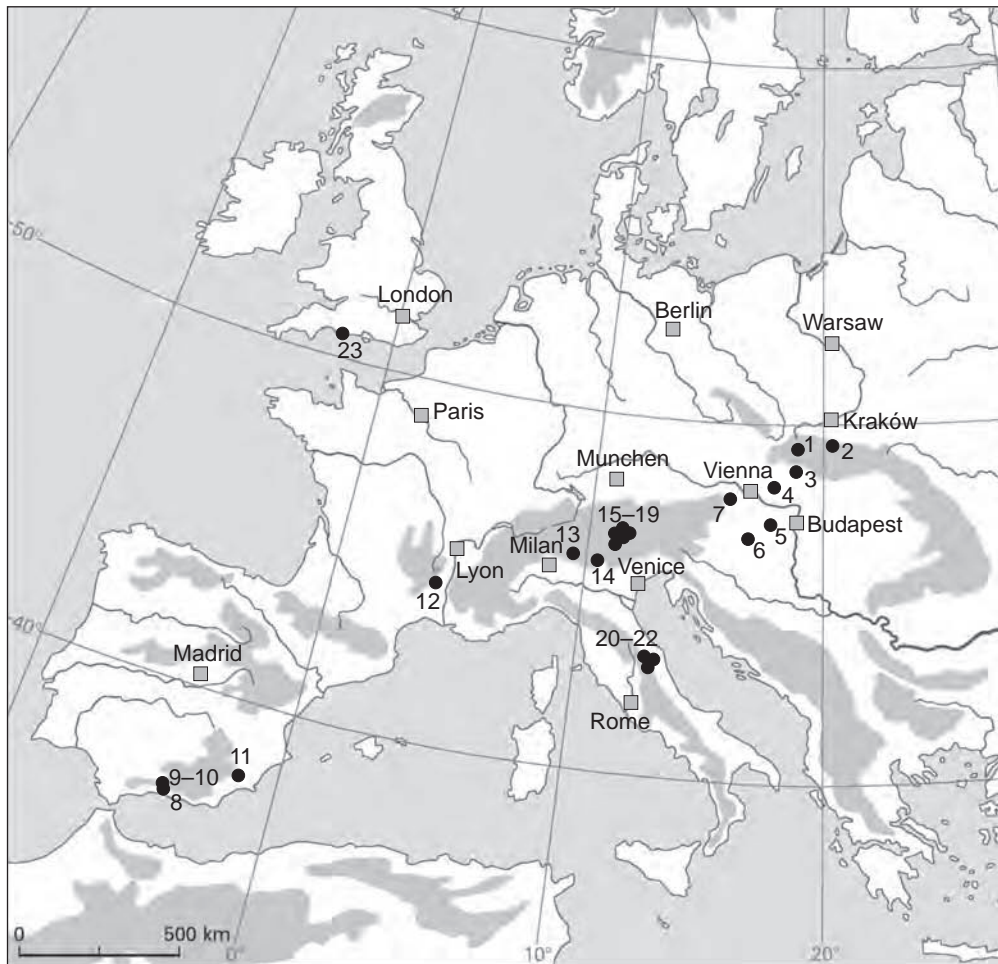 50°
London
23
Berlin
Warsaw
Paris
Kraków
1
2
Munchen
Vienna
3
4
7
15–19
5
Budapest
6
13
Milan
Lyon
14
Venice
12
40°
20–22
Madrid
Rome
11
9–10
8
0
500 km
0°
10°
20°